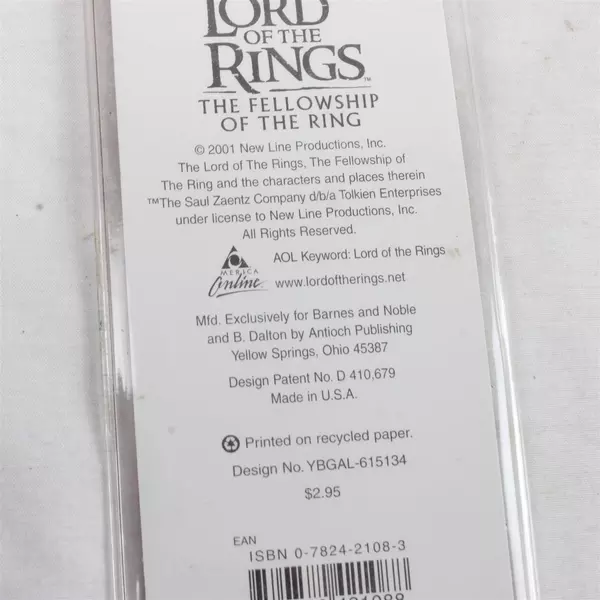 LORD
OF THE
RINGS™
THE FELLOWSHIP
OF THE RING
© 2001 New Line Productions, Inc.
The Lord of The Rings, The Fellowship of
The Ring and the characters and places therein
™The Saul Zaentz Company d/b/a Tolkien Enterprises
under license to New Line Productions, Inc.
All Rights Reserved.
AMERICA
Online
AOL Keyword: Lord of the Rings
www.lordoftherings.net
Mfd. Exclusively for Barnes and Noble
and B. Dalton by Antioch Publishing
Yellow Springs, Ohio 45387
Design Patent No. D 410,679
Made in U.S.A.
Printed on recycled paper.
Design No. YBGAL-615134
$2.95
EAN
ISBN 0-7824-2108-3